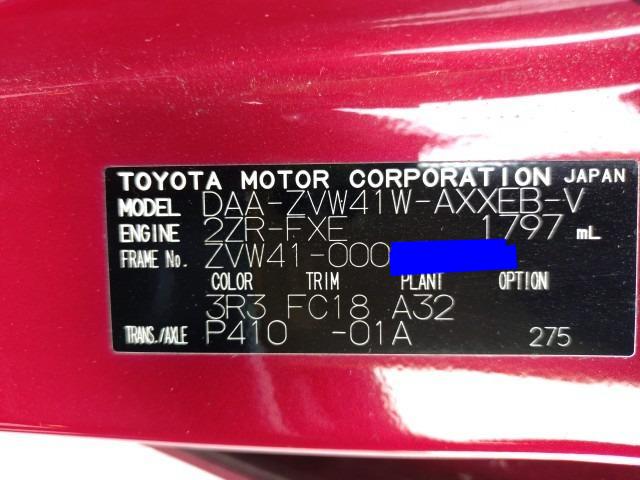 TOYOTA MOTOR CORPORATION JAPAN
MODEL DAA-ZVW41W-AXXEB-V
ENGINE 2ZR-FXE 1797 mL
FRAME No. ZVW41-000
COLOR TRIM PLANT OPTION
3R3 FC18 A32
TRANS./AXLE P410 -01A 275